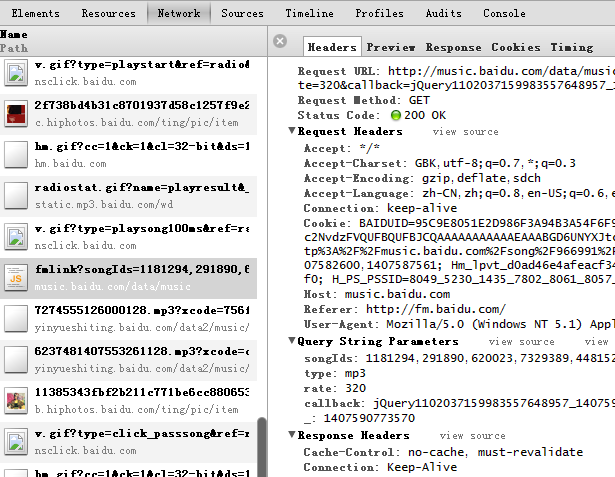 Elements Resources Network Sources Timeline Profiles Audits Console
Name
Path
v.gif?type=playstart&ref=radio&
nsclick.baidu.com
2f738bd4b31c8701937d58c1257f9e2
c.hiphotos.baidu.com/ting/pic/item
hm.gif?cc=1&ck=1&cl=32-bit&ds=1
hm.baidu.com
radiostat.gif?name=playresult&_
static.mp3.baidu.com/wd
v.gif?type=playsong100ms&ref=ra
nsclick.baidu.com
fmlink?songIds=1181294,291890,6
music.baidu.com/data/music
7274555126000128.mp3?xcode=756f
yinyueshiting.baidu.com/data2/music/
6237481407553261128.mp3?xcode=c
yinyueshiting.baidu.com/data2/music/
11385343fbf2b211c771be6cc880653
b.hiphotos.baidu.com/ting/pic/item
v.gif?type=click_passsong&ref=r
nsclick.baidu.com
hm.gif?cc=1&ck=1&cl=32-bit&ds=1
Headers Preview Response Cookies Timing
Request URL: http://music.baidu.com/data/musi
te=320&callback=jQuery1102037159983557648957_1
Request Method: GET
Status Code: 200 OK
Request Headers view source
Accept: */*
Accept-Charset: GBK,utf-8;q=0.7,*;q=0.3
Accept-Encoding: gzip,deflate,sdch
Accept-Language: zh-CN,zh;q=0.8,en-US;q=0.6,e
Connection: keep-alive
Cookie: BAIDUID=95C9E8051E2D986F3A94B3A54F6F9
c2NvdzFVQUFBQUFBJCQAAAAAAAAAAAEAAABGD6UNYXJtc
tp%3A%2F%2Fmusic.baidu.com%2Fsong%2F966991%2F
07582600,1407587561; Hm_lpvt_d0ad46e4afeacf34
f0; H_PS_PSSID=8049_5230_1435_7802_8061_8057_
Host: music.baidu.com
Referer: http://fm.baidu.com/
User-Agent: Mozilla/5.0 (Windows NT 5.1) Appl
Query String Parameters view source
songIds: 1181294,291890,620023,7329389,448152
type: mp3
rate: 320
callback: jQuery1102037159983557648957_140759
_: 1407590773570
Response Headers view source
Cache-Control: no-cache, must-revalidate
Connection: Keep-Alive